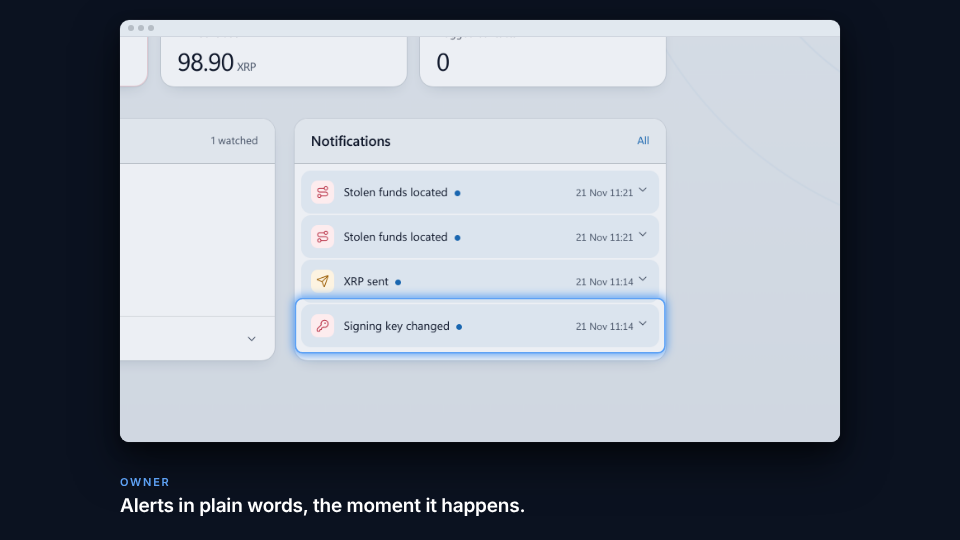 98.90 XRP
0
1 watched
Notifications
All
Stolen funds located
21 Nov 11:21
Stolen funds located
21 Nov 11:21
XRP sent
21 Nov 11:14
Signing key changed
21 Nov 11:14
OWNER
Alerts in plain words, the moment it happens.